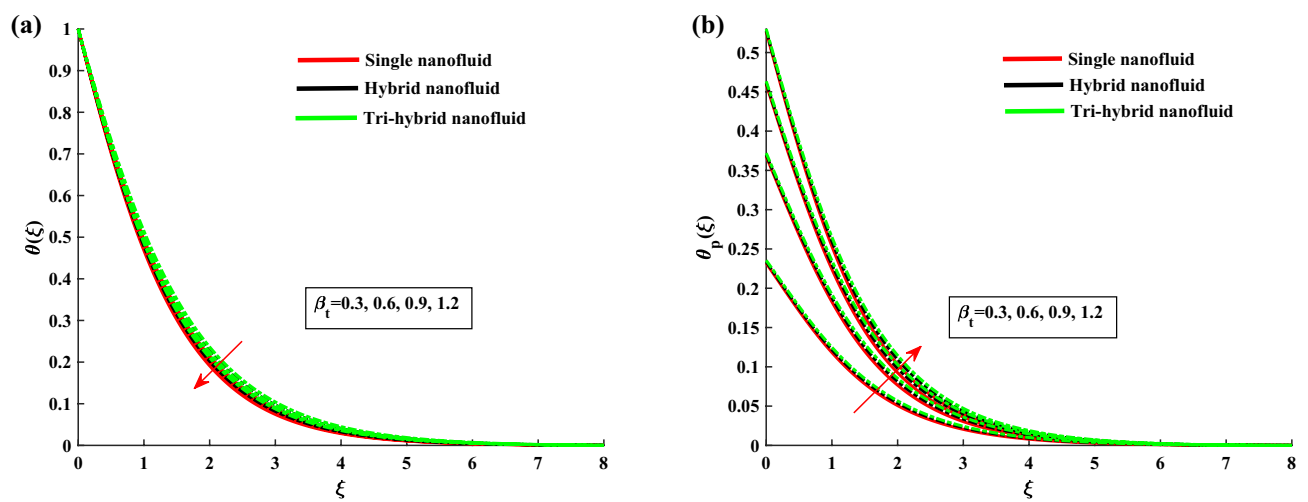 (a)
1
0.9
0.8
0.7
0.6
0.5
0.4
0.3
0.2
0.1
0
θ(ξ)
Single nanofluid
Hybrid nanofluid
Tri-hybrid nanofluid
β_t=0.3, 0.6, 0.9, 1.2
0 1 2 3 4 5 6 7 8
ξ
(b)
0.5
0.45
0.4
0.35
0.3
0.25
0.2
0.15
0.1
0.05
0
θ_p(ξ)
Single nanofluid
Hybrid nanofluid
Tri-hybrid nanofluid
β_t=0.3, 0.6, 0.9, 1.2
0 1 2 3 4 5 6 7 8
ξ